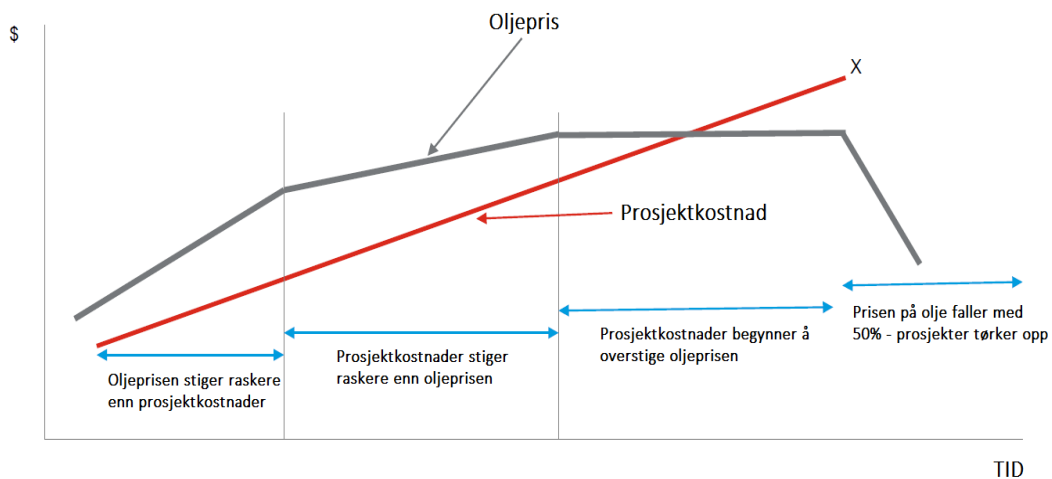 $
Oljepris
X
Prosjektkostnad
Oljeprisen stiger raskere
enn prosjektkostnader
Prosjektkostnader stiger
raskere enn oljeprisen
Prosjektkostnader begynner å
overstige oljeprisen
Prisen på olje faller med
50% - prosjekter tørker opp
TID